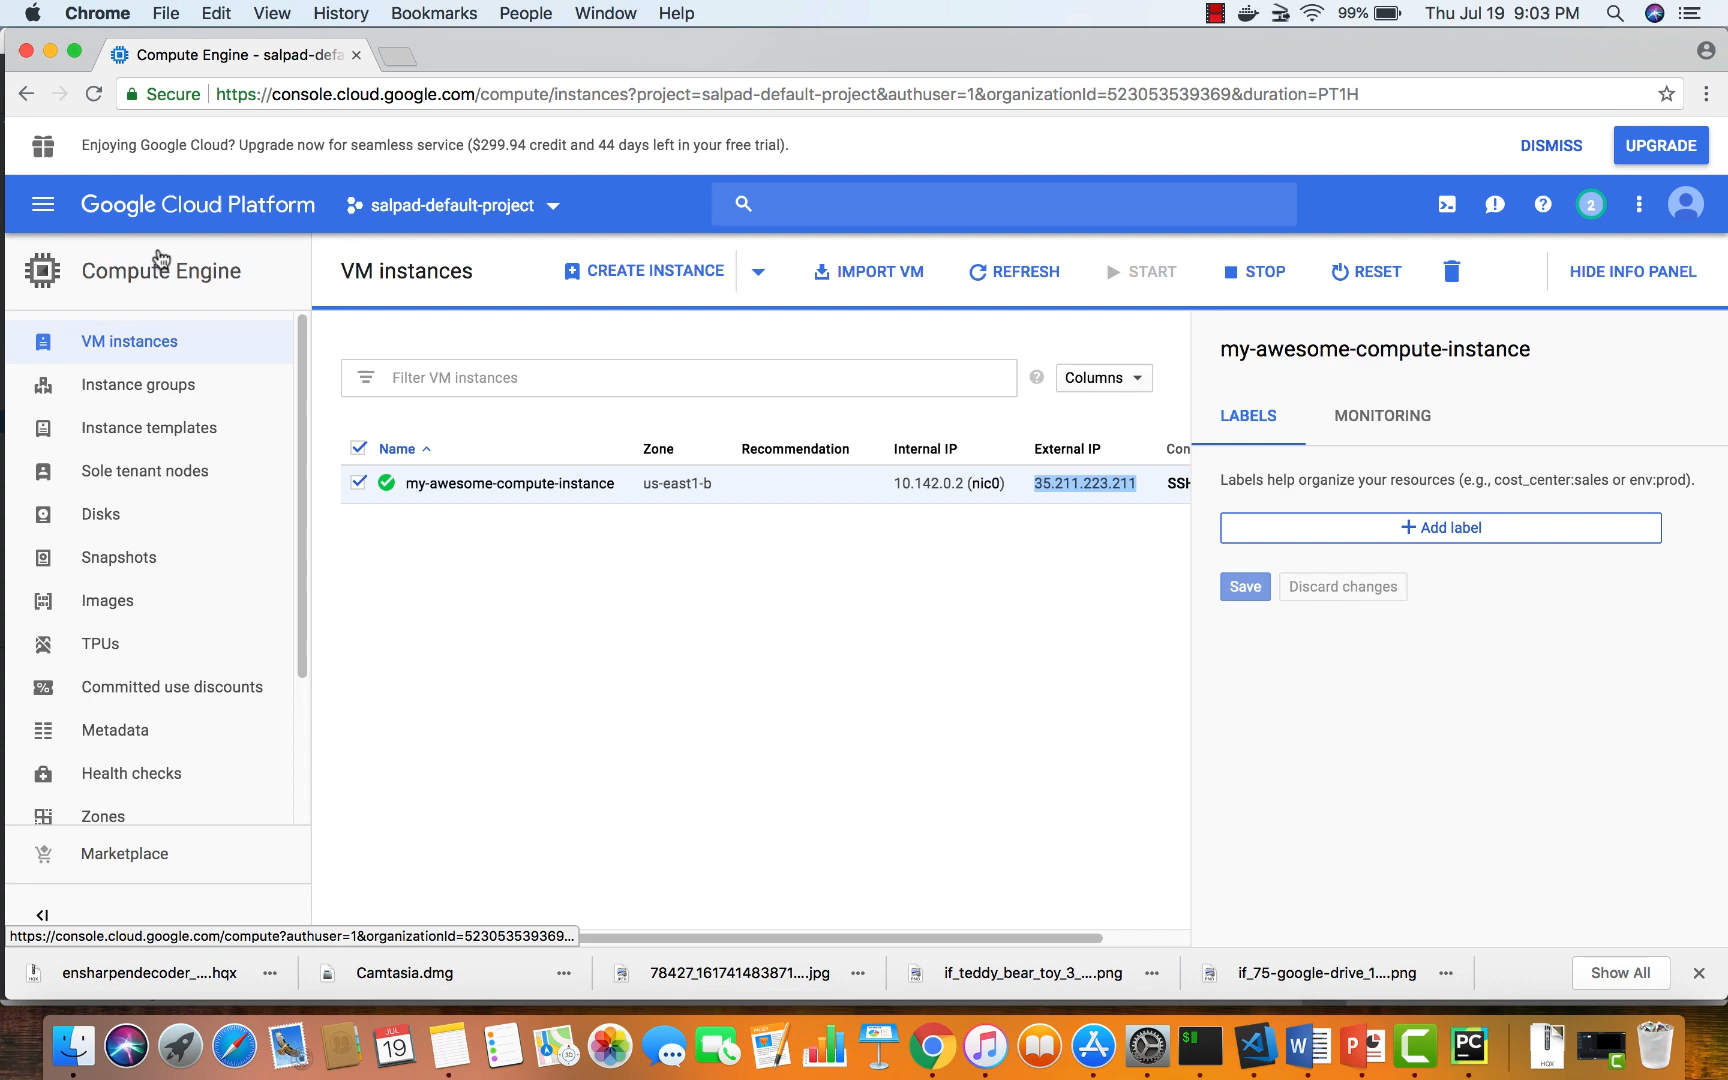 Chrome File Edit View History Bookmarks People Window Help 99% Thu Jul 19 9:03 PM
Compute Engine - salpad-defa
Secure https://console.cloud.google.com/compute/instances?project=salpad-default-project&authuser=1&organizationId=523053539369&duration=PT1H
Enjoying Google Cloud? Upgrade now for seamless service ($299.94 credit and 44 days left in your free trial). DISMISS UPGRADE
Google Cloud Platform salpad-default-project 2
Compute Engine VM instances CREATE INSTANCE IMPORT VM REFRESH START STOP RESET HIDE INFO PANEL
VM instances
Instance groups
Instance templates
Sole tenant nodes
Disks
Snapshots
Images
TPUs
Committed use discounts
Metadata
Health checks
Zones
Marketplace
Filter VM instances Columns
Name Zone Recommendation Internal IP External IP Con
my-awesome-compute-instance us-east1-b 10.142.0.2 (nic0) 35.211.223.211 SSH
my-awesome-compute-instance
LABELS MONITORING
Labels help organize your resources (e.g., cost_center:sales or env:prod).
+ Add label
Save Discard changes
https://console.cloud.google.com/compute?authuser=1&organizationId=523053539369...
ensharpendecoder_....hqx Camtasia.dmg 78427_161741483871....jpg if_teddy_bear_toy_3_....png if_75-google-drive_1....png Show All
JUL
19
3D
$
W
P
C
PC
HQX
C